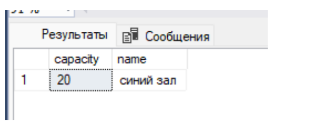 Результаты Сообщения
capacity name
1 20 синий зал